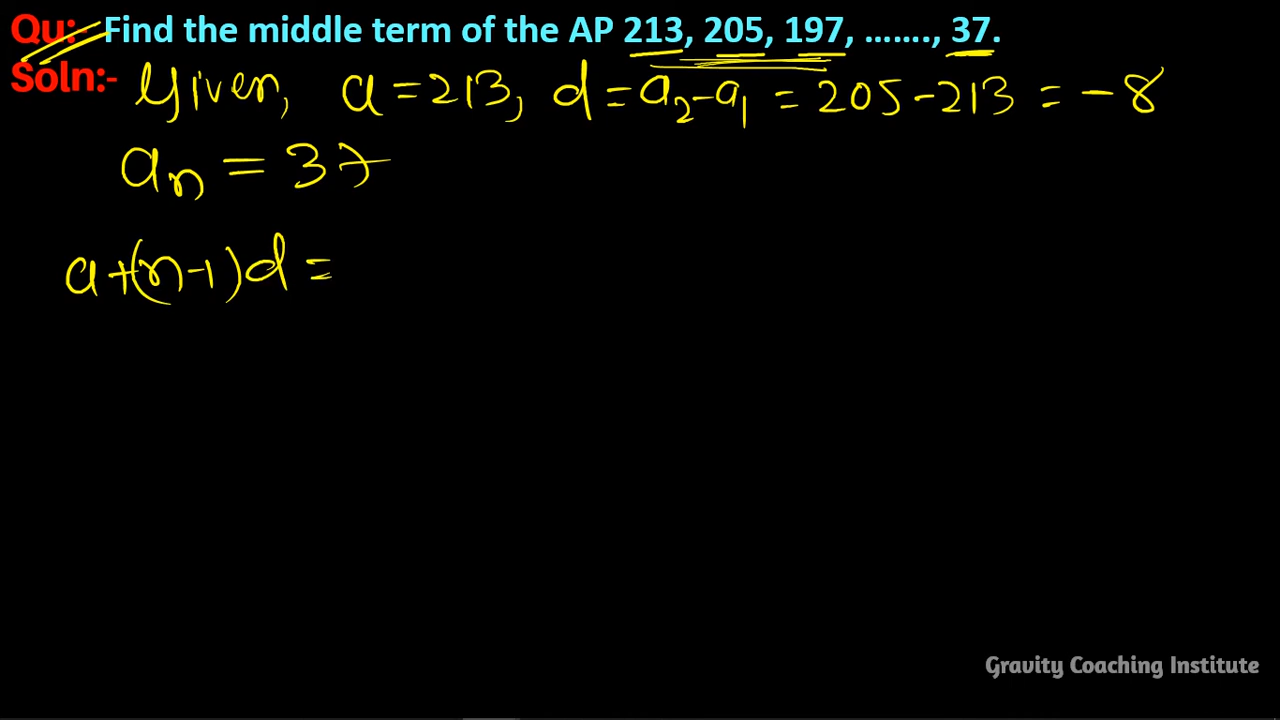 Qu:- Find the middle term of the AP 213, 205, 197, ……., 37.
Soln:- Given, a = 213, d = a₂ - a₁ = 205 - 213 = -8
aₙ = 37
a + (n-1)d =
Gravity Coaching Institute